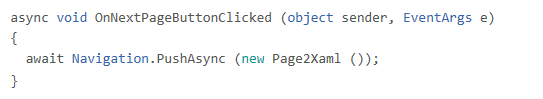 async void OnNextPageButtonClicked (object sender, EventArgs e)
{
  await Navigation.PushAsync (new Page2Xaml ());
}